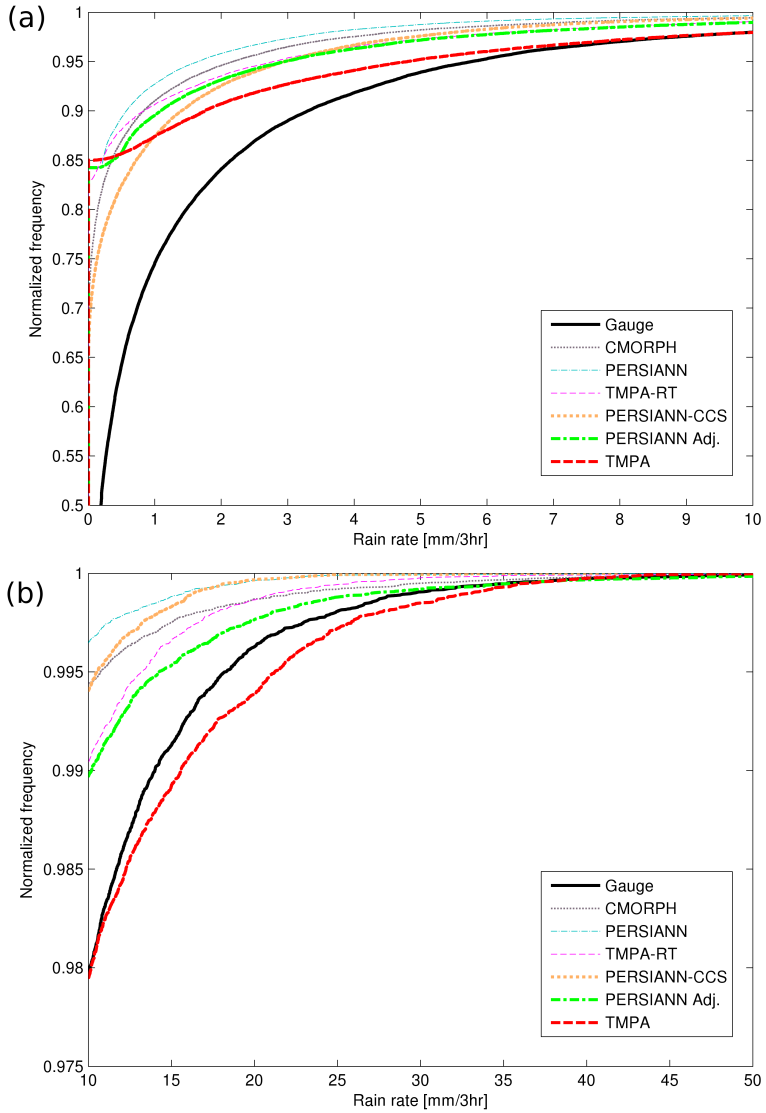 (a)
1
0.95
0.9
0.85
0.8
0.75
0.7
0.65
0.6
0.55
0.5
Normalized frequency
Gauge
CMORPH
PERSIANN
TMPA-RT
PERSIANN-CCS
PERSIANN Adj.
TMPA
0 1 2 3 4 5 6 7 8 9 10
Rain rate [mm/3hr]
(b)
1
0.995
0.99
0.985
0.98
0.975
Normalized frequency
Gauge
CMORPH
PERSIANN
TMPA-RT
PERSIANN-CCS
PERSIANN Adj.
TMPA
10 15 20 25 30 35 40 45 50
Rain rate [mm/3hr]